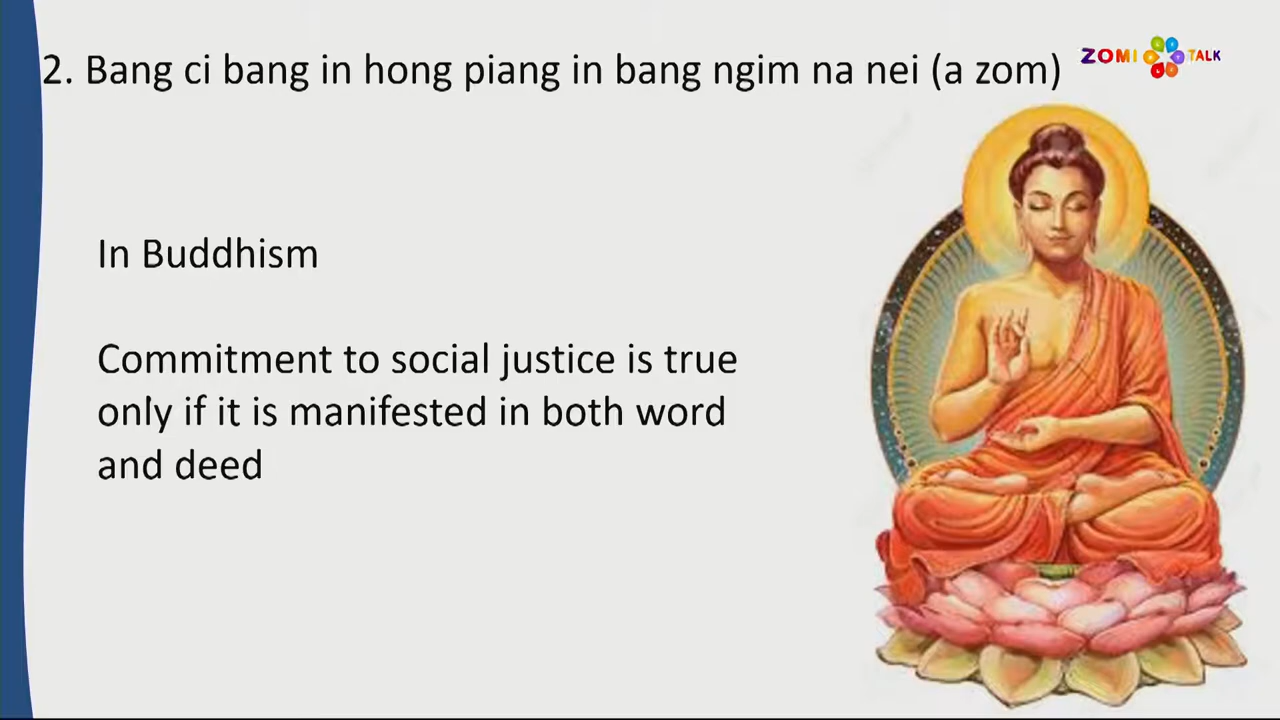 2. Bang ci bang in hong piang in bang ngim na nei (a zom)
ZOMI TALK
In Buddhism
Commitment to social justice is true
only if it is manifested in both word
and deed